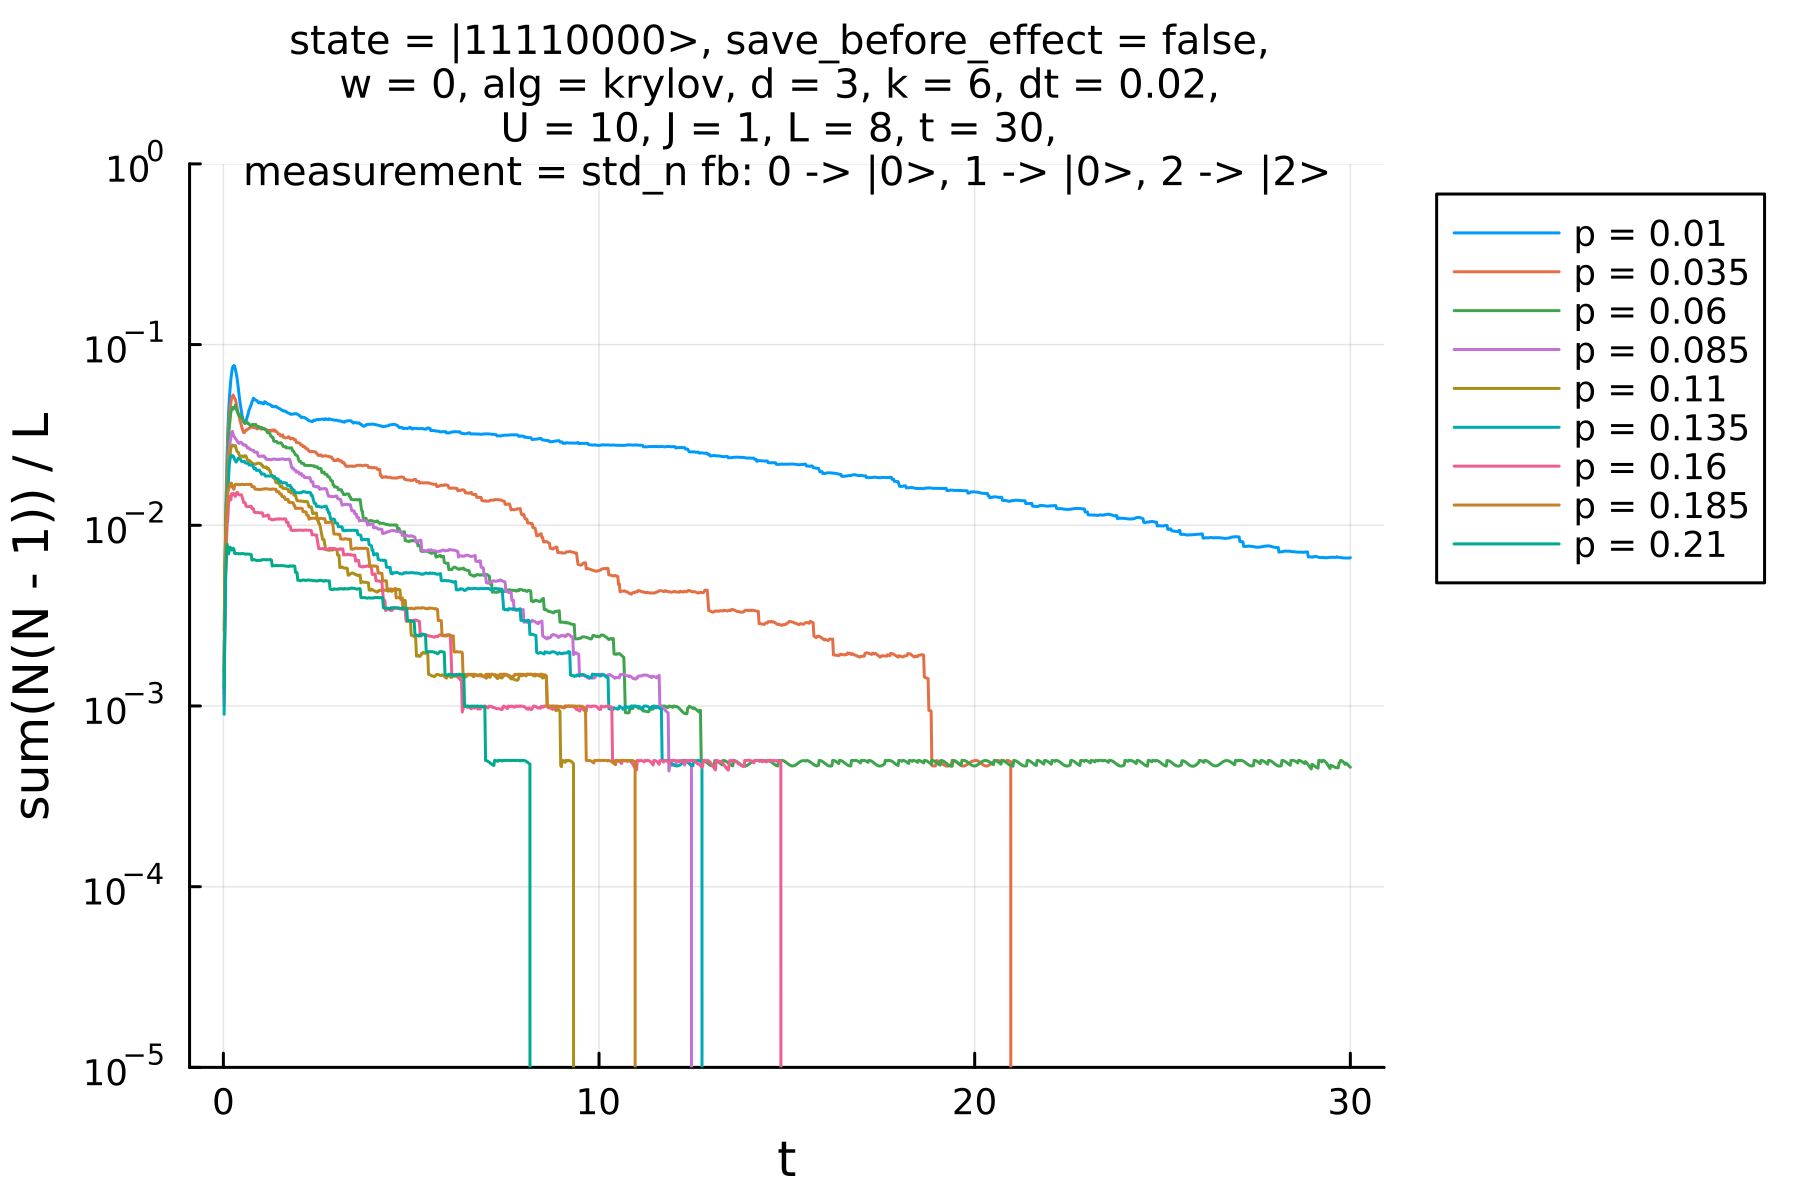 state = |11110000>, save_before_effect = false,
w = 0, alg = krylov, d = 3, k = 6, dt = 0.02,
U = 10, J = 1, L = 8, t = 30,
measurement = std_n fb: 0 -> |0>, 1 -> |0>, 2 -> |2>
10^0
10^−1
10^−2
10^−3
10^−4
10^−5
sum(N(N - 1)) / L
0 10 20 30
t
p = 0.01
p = 0.035
p = 0.06
p = 0.085
p = 0.11
p = 0.135
p = 0.16
p = 0.185
p = 0.21